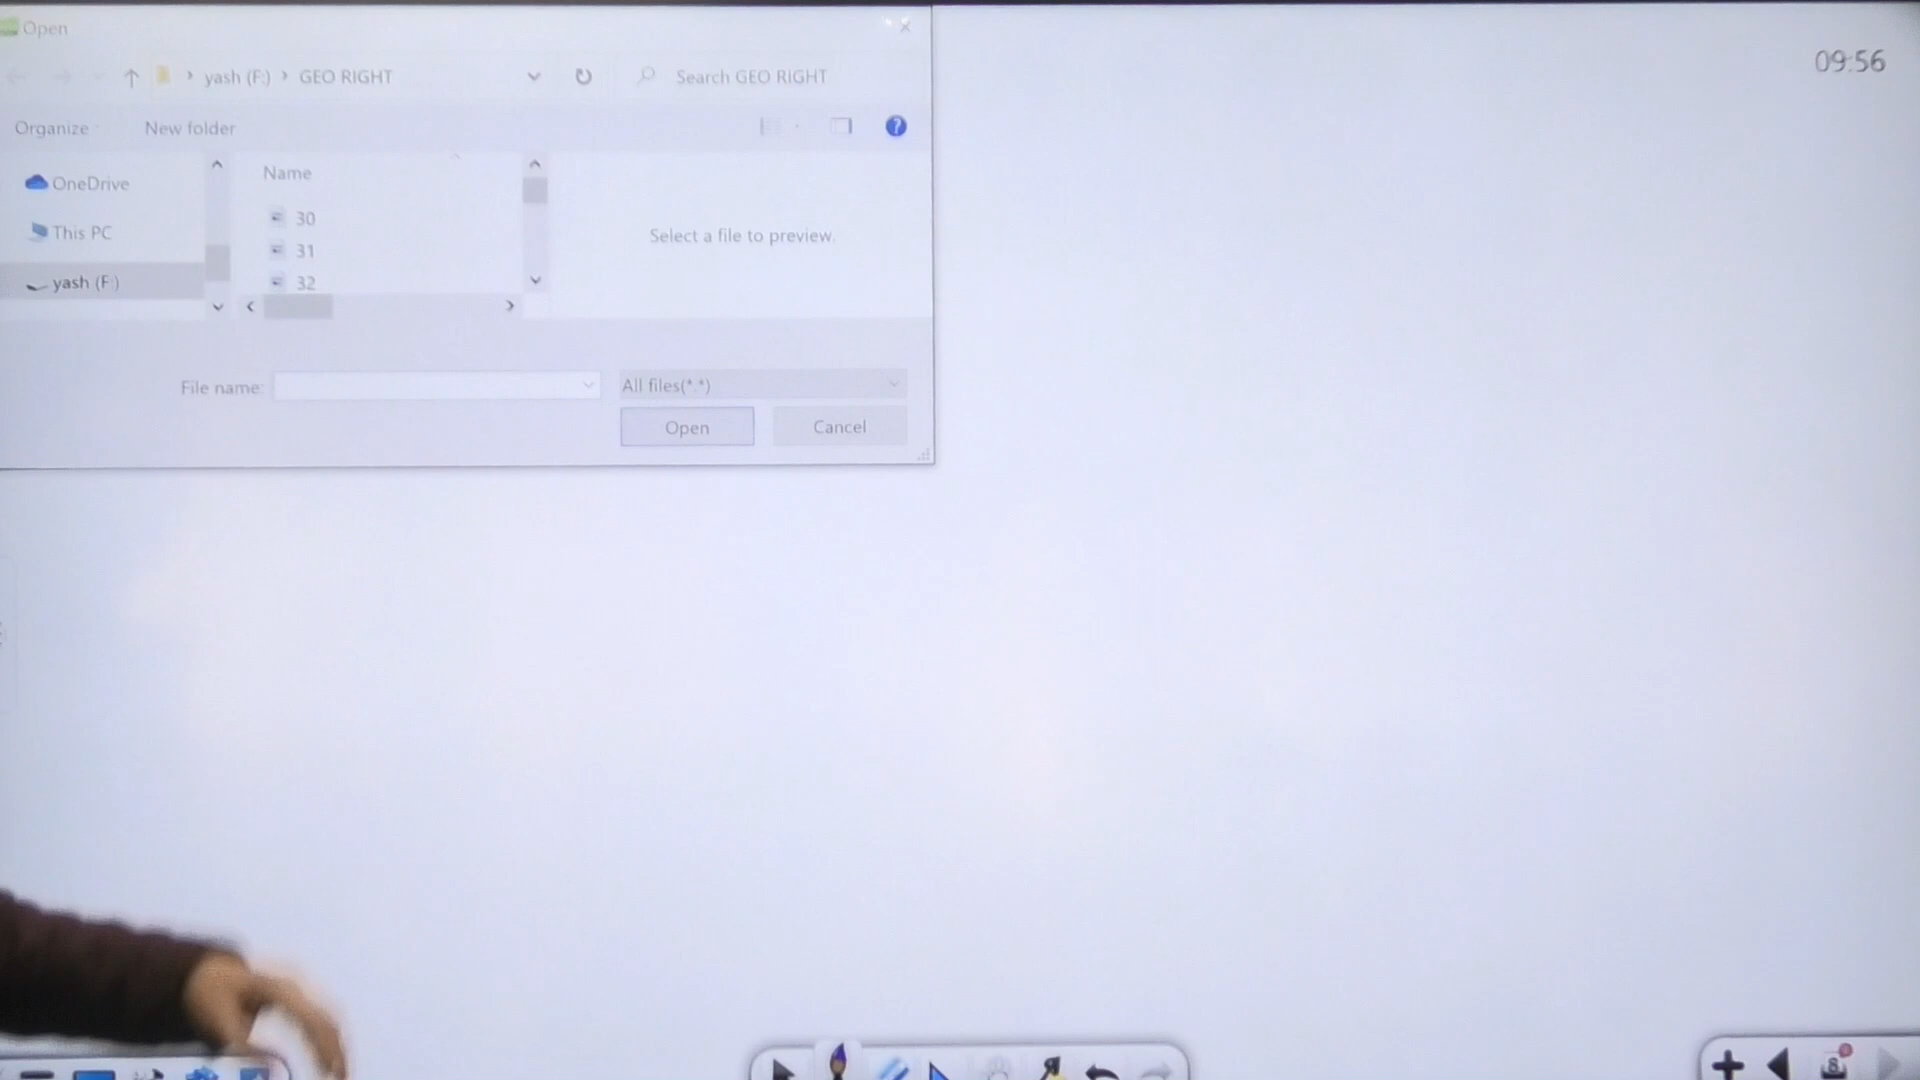 Open
09:56
yash (F:) › GEO RIGHT
Search GEO RIGHT
Organize
New folder
?
Name
OneDrive
30
This PC
31
Select a file to preview.
yash (F:)
32
File name:
All files(*.*)
Open
Cancel
8